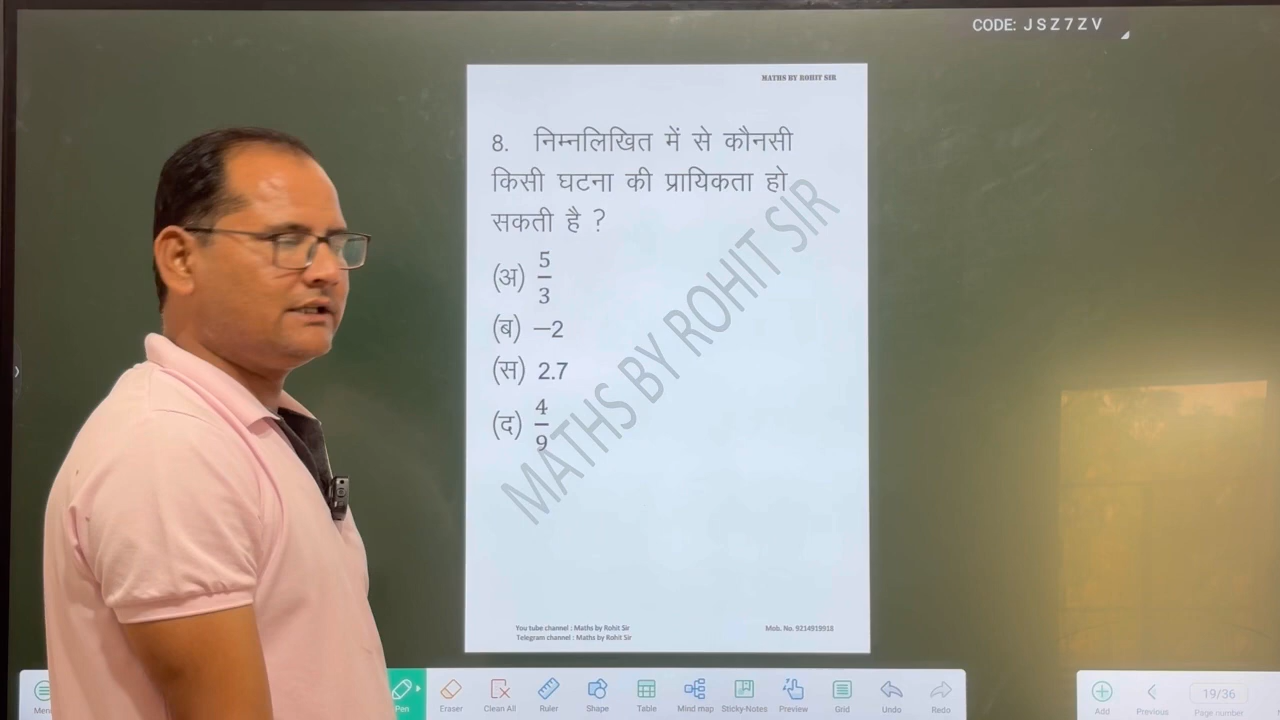 CODE: J S Z 7 Z V
MATHS BY ROHIT SIR
8. निम्नलिखित में से कौनसी
किसी घटना की प्रायिकता हो
सकती है ?
(अ) 5/3
(ब) −2
(स) 2.7
(द) 4/9
MATHS BY ROHIT SIR
You tube channel : Maths by Rohit Sir
Telegram channel : Maths by Rohit Sir
Mob. No. 9214919918
Pen
Eraser
Clean All
Ruler
Shape
Table
Mind map
Sticky-Notes
Preview
Grid
Undo
Redo
Add
Previous
19/36
Page number